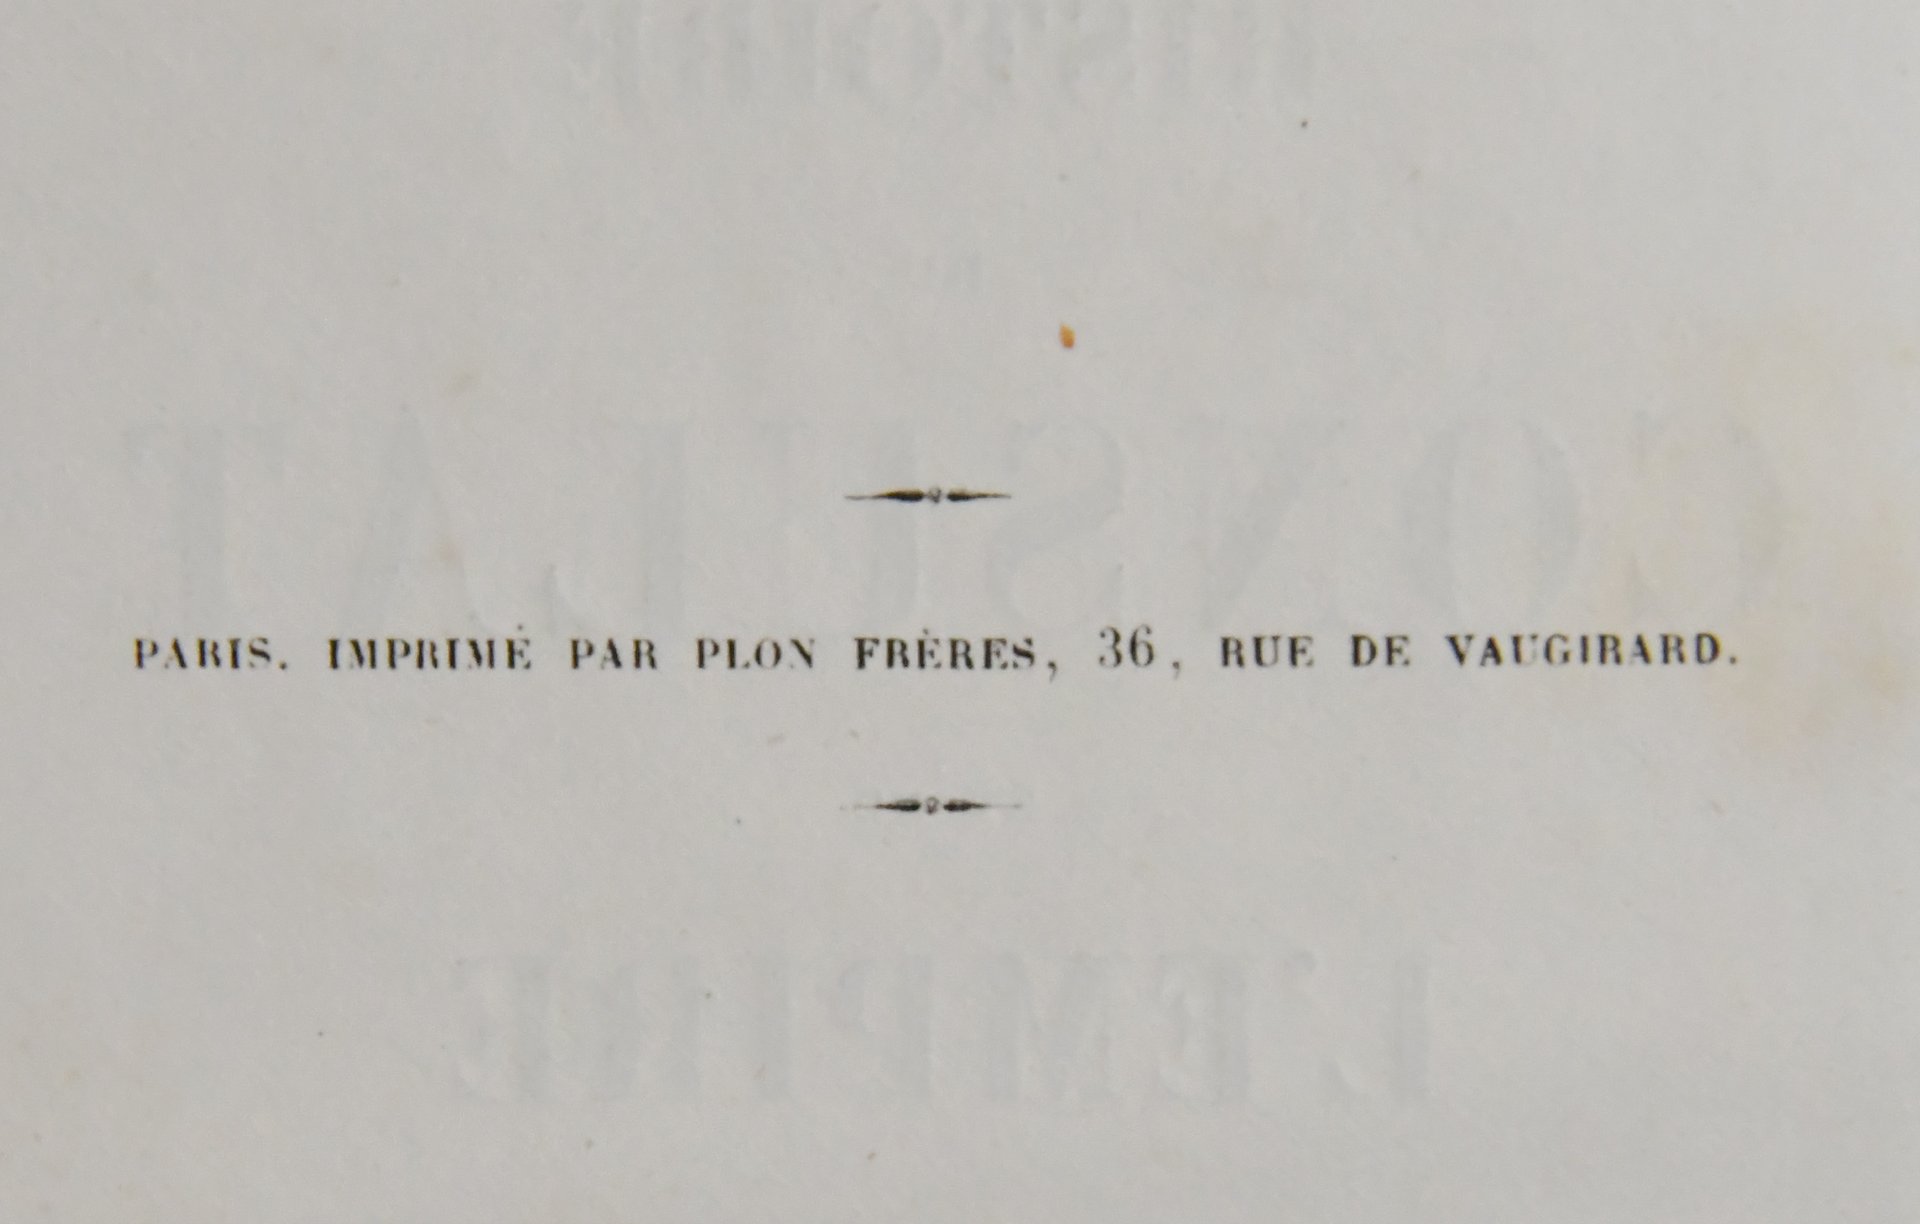 PARIS. IMPRIMÉ PAR PLON FRÈRES, 36, RUE DE VAUGIRARD.